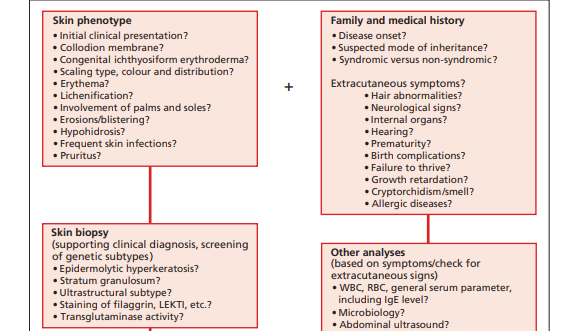 Skin phenotype
• Initial clinical presentation?
• Collodion membrane?
• Congenital ichthyosiform erythroderma?
• Scaling type, colour and distribution?
• Erythema?
• Lichenification?
• Involvement of palms and soles?
• Erosions/blistering?
• Hypohidrosis?
• Frequent skin infections?
• Pruritus?
+
Family and medical history
• Disease onset?
• Suspected mode of inheritance?
• Syndromic versus non-syndromic?
Extracutaneous symptoms?
• Hair abnormalities?
• Neurological signs?
• Internal organs?
• Hearing?
• Prematurity?
• Birth complications?
• Failure to thrive?
• Growth retardation?
• Cryptorchidism/smell?
• Allergic diseases?
Skin biopsy
(supporting clinical diagnosis, screening
of genetic subtypes)
• Epidermolytic hyperkeratosis?
• Stratum granulosum?
• Ultrastructural subtype?
• Staining of filaggrin, LEKTI, etc.?
• Transglutaminase activity?
Other analyses
(based on symptoms/check for
extracutaneous signs)
• WBC, RBC, general serum parameter,
including IgE level?
• Microbiology?
• Abdominal ultrasound?